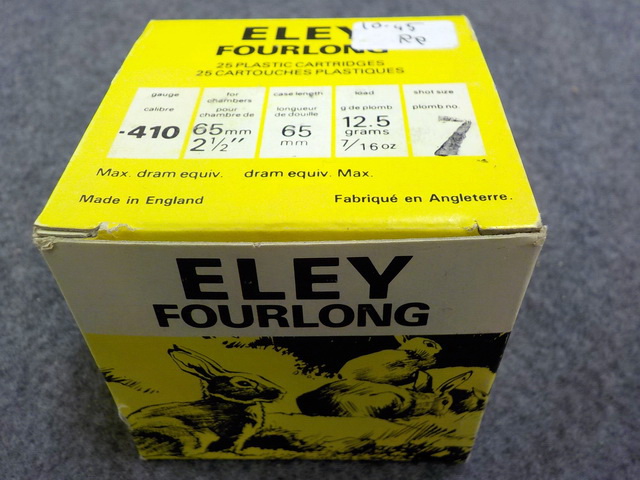 ELEY
10-45
Rp
FOURLONG
25 PLASTIC CARTRIDGES
25 CARTOUCHES PLASTIQUES
gauge
calibre
·410
for
chambers
pour
chambre de
65mm
2½"
case length
longueur
de douille
65
mm
load
g de plomb
12.5
grams
7/16 oz
shot size
plomb no.
7
Max. dram equiv. dram equiv. Max.
Made in England Fabriqué en Angleterre.
ELEY
FOURLONG